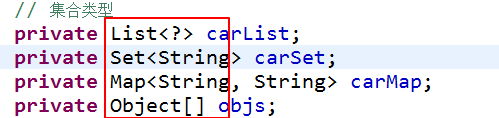 // 集合类型
private List<?> carList;
private Set<String> carSet;
private Map<String, String> carMap;
private Object[] objs;